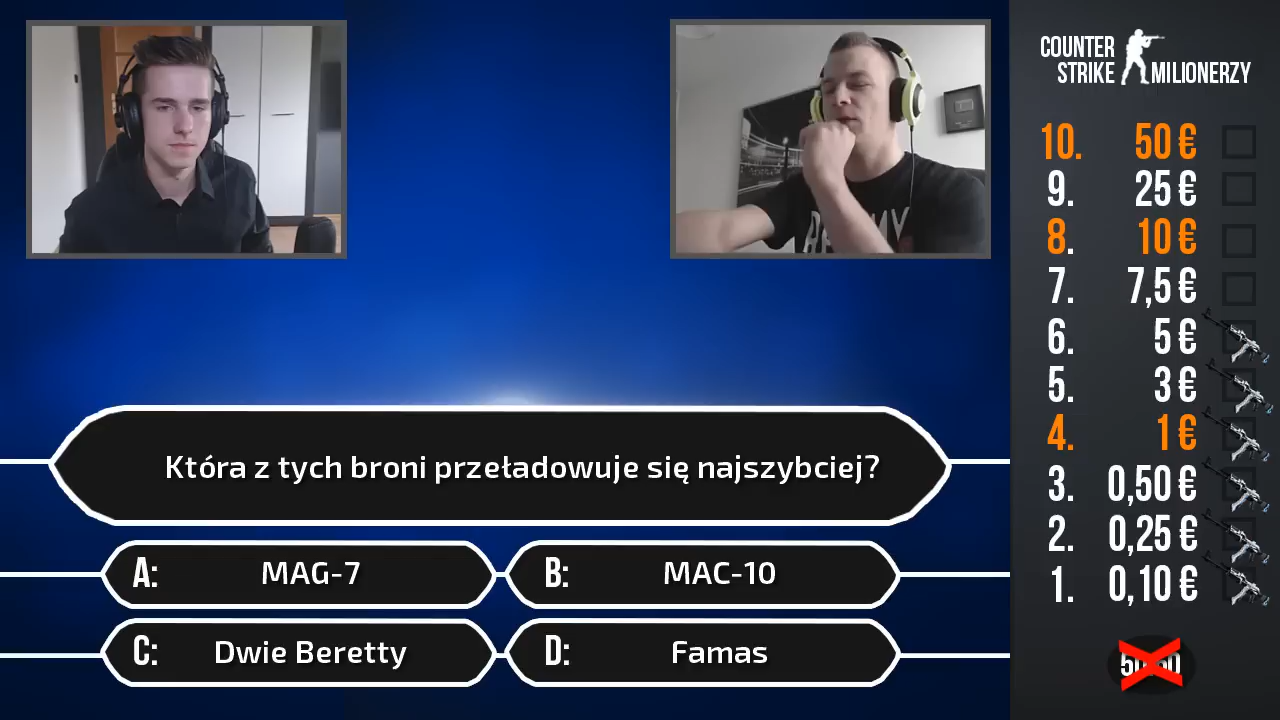 COUNTER
STRIKE MILIONERZY
10. 50 €
9. 25 €
8. 10 €
7. 7,5 €
6. 5 €
5. 3 €
4. 1 €
3. 0,50 €
2. 0,25 €
1. 0,10 €
Która z tych broni przeładowuje się najszybciej?
A: MAG-7
B: MAC-10
C: Dwie Beretty
D: Famas